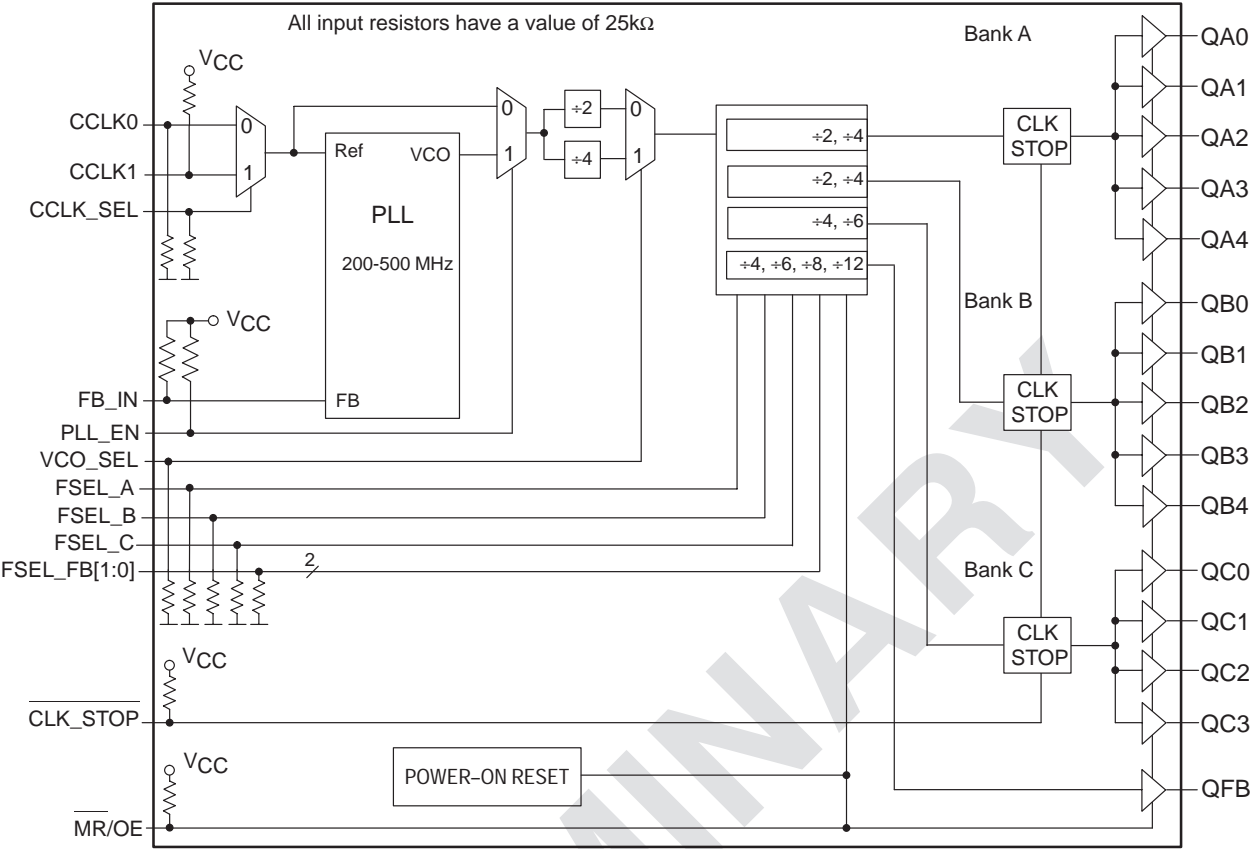 All input resistors have a value of 25kΩ
Bank A
QA0
VCC
QA1
CCLK0
0
÷2
0
0
CLK
STOP
÷2, ÷4
QA2
Ref
VCO
1
÷4
1
CCLK1
1
÷2, ÷4
QA3
CCLK_SEL
PLL
÷4, ÷6
QA4
200-500 MHz
÷4, ÷6, ÷8, ÷12
Bank B
QB0
VCC
QB1
FB_IN
FB
CLK
STOP
QB2
PLL_EN
VCO_SEL
QB3
FSEL_A
QB4
FSEL_B
FSEL_C
FSEL_FB[1:0]
2
Bank C
QC0
QC1
CLK
STOP
VCC
QC2
CLK_STOP
QC3
VCC
POWER–ON RESET
QFB
MR/OE
MINARY